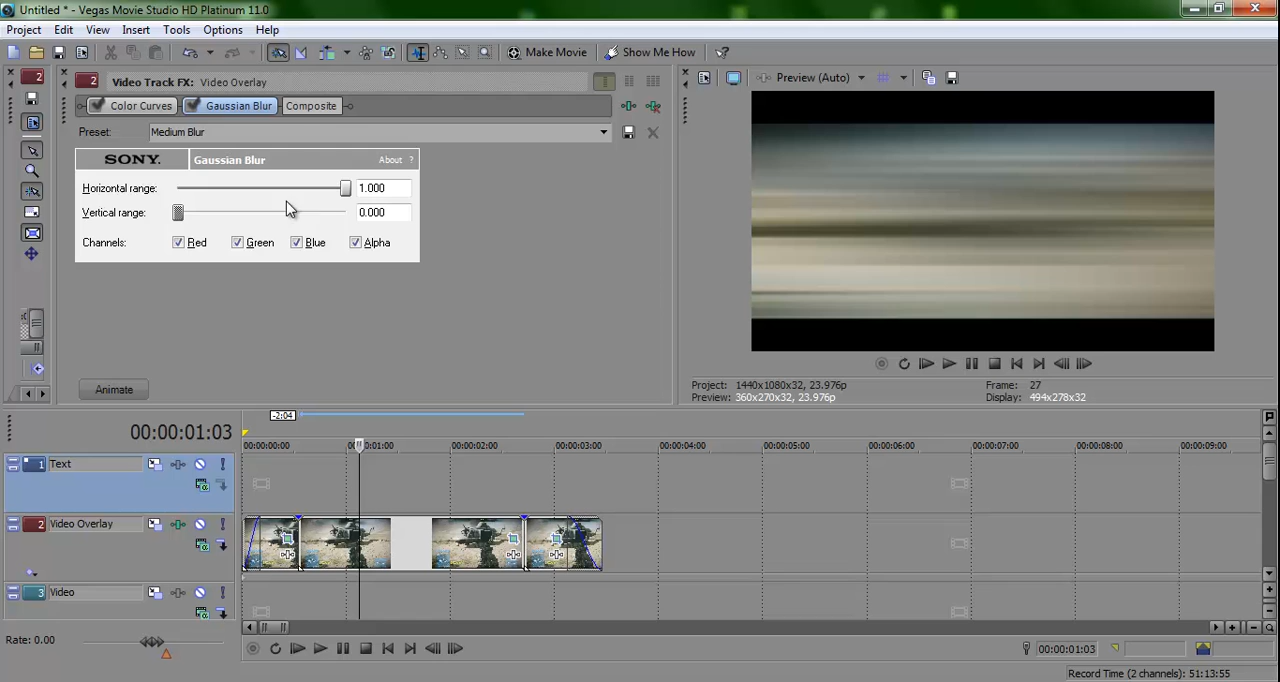 Untitled * - Vegas Movie Studio HD Platinum 11.0
Project Edit View Insert Tools Options Help
Make Movie Show Me How
2
2 Video Track FX: Video Overlay
Preview (Auto)
Color Curves Gaussian Blur Composite
Preset: Medium Blur
SONY. Gaussian Blur About ?
Horizontal range: 1.000
Vertical range: 0.000
Channels: Red Green Blue Alpha
Animate
Project: 1440x1080x32, 23.976p Frame: 27
Preview: 360x270x32, 23.976p Display: 494x278x32
-2:04
00:00:01:03
00:00:00:00 00:00:01:00 00:00:02:00 00:00:03:00 00:00:04:00 00:00:05:00 00:00:06:00 00:00:07:00 00:00:08:00 00:00:09:00
1 Text
2 Video Overlay
3 Video
Rate: 0.00
00:00:01:03
Record Time (2 channels): 51:13:55